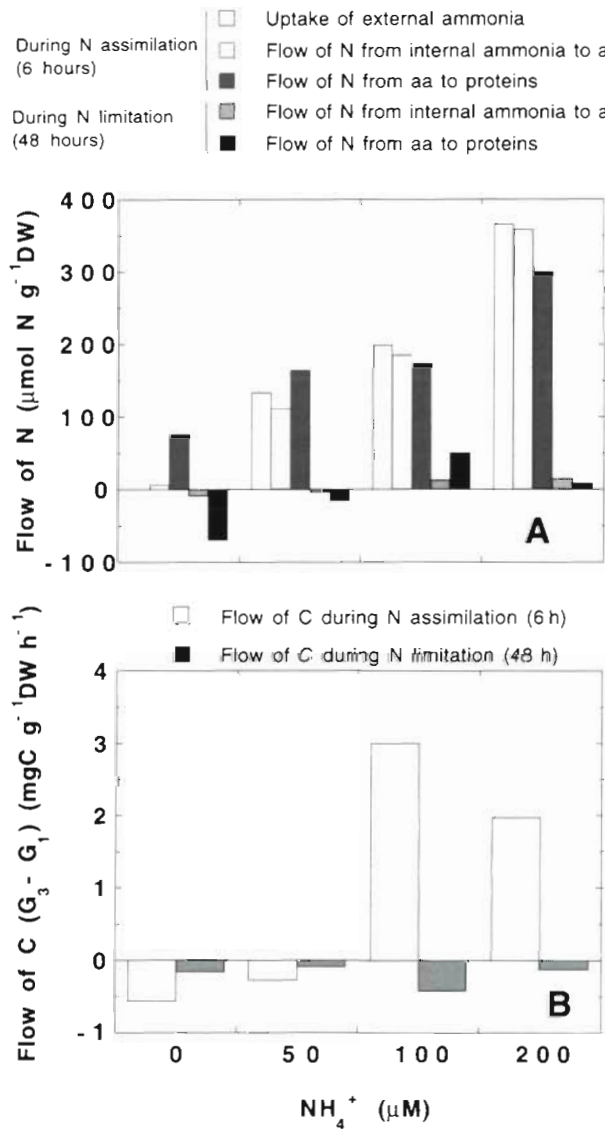 Uptake of external ammonia
During N assimilation (6 hours)
Flow of N from internal ammonia to a
Flow of N from aa to proteins
During N limitation (48 hours)
Flow of N from internal ammonia to a
Flow of N from aa to proteins
Flow of N (µmol N g⁻¹DW)
400
300
200
100
0
-100
A
Flow of C during N assimilation (6 h)
Flow of C during N limitation (48 h)
Flow of C (G₃ - G₁) (mgC g⁻¹DW h⁻¹)
4
3
2
1
0
-1
B
0 50 100 200
NH₄⁺ (µM)